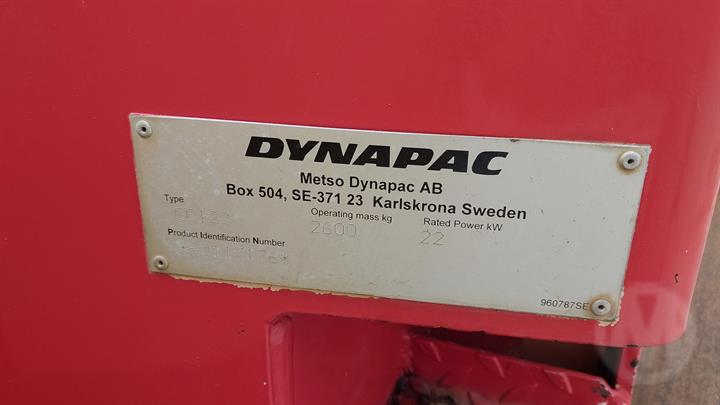 DYNAPAC
Metso Dynapac AB
Box 504, SE-371 23 Karlskrona Sweden
Type
Operating mass kg
Rated Power kW
2600
22
Product Identification Number
960787SE